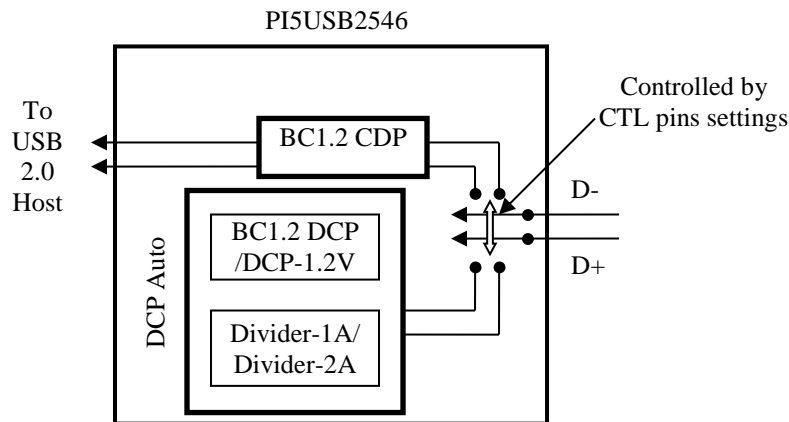 PI5USB2546
Controlled by
CTL pins settings
To
USB
2.0
Host
BC1.2 CDP
D-
D+
DCP Auto
BC1.2 DCP
/DCP-1.2V
Divider-1A/
Divider-2A